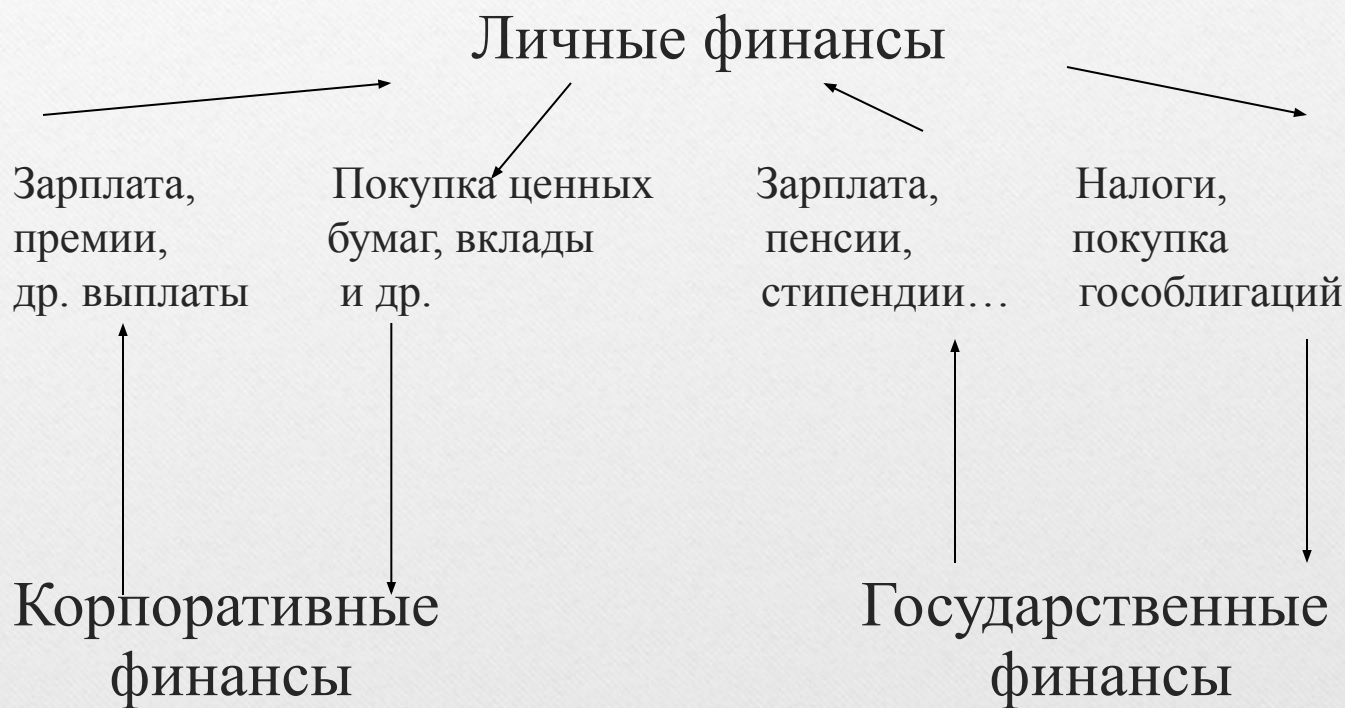 Личные финансы
Зарплата,
премии,
др. выплаты
Покупка ценных
бумаг, вклады
и др.
Зарплата,
пенсии,
стипендии…
Налоги,
покупка
гособлигаций
Корпоративные
финансы
Государственные
финансы